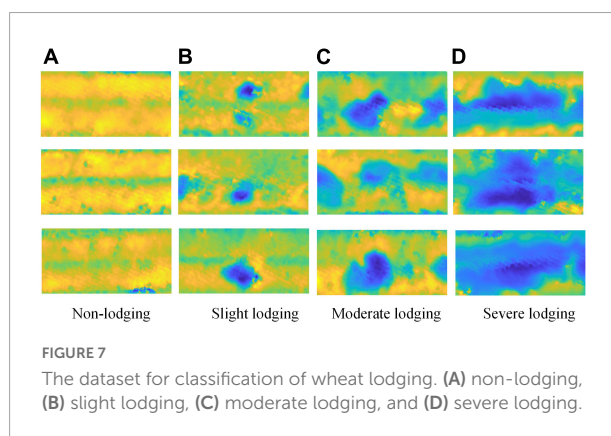 A B C D
Non-lodging Slight lodging Moderate lodging Severe lodging
FIGURE 7
The dataset for classification of wheat lodging. (A) non-lodging,
(B) slight lodging, (C) moderate lodging, and (D) severe lodging.